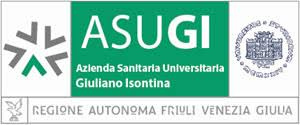 ASUGI
Azienda Sanitaria Universitaria
Giuliano Isontina
REGIONE AUTONOMA FRIULI VENEZIA GIULIA